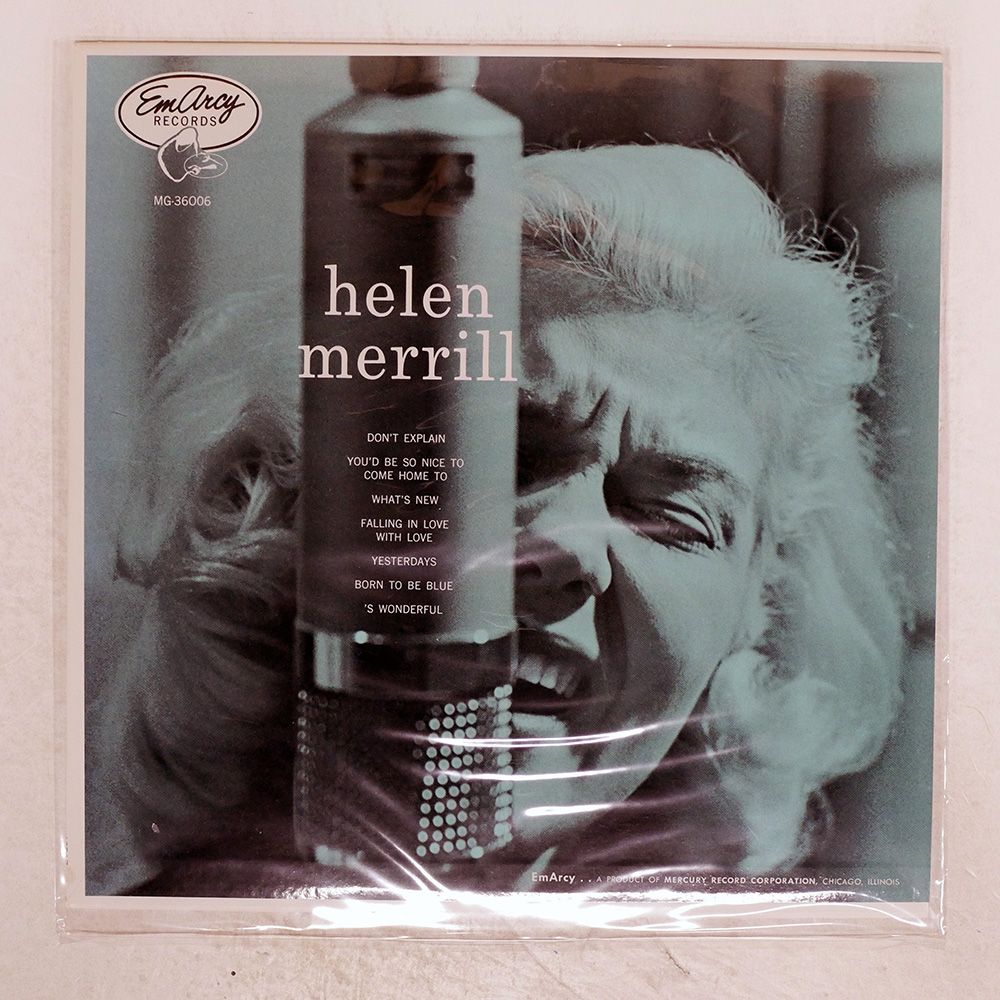 EmArcy
RECORDS
MG-36006
helen
merrill
DON'T EXPLAIN
YOU'D BE SO NICE TO
COME HOME TO
WHAT'S NEW
FALLING IN LOVE
WITH LOVE
YESTERDAYS
BORN TO BE BLUE
'S WONDERFUL
EmArcy . . A PRODUCT OF MERCURY RECORD CORPORATION, CHICAGO, ILLINOIS